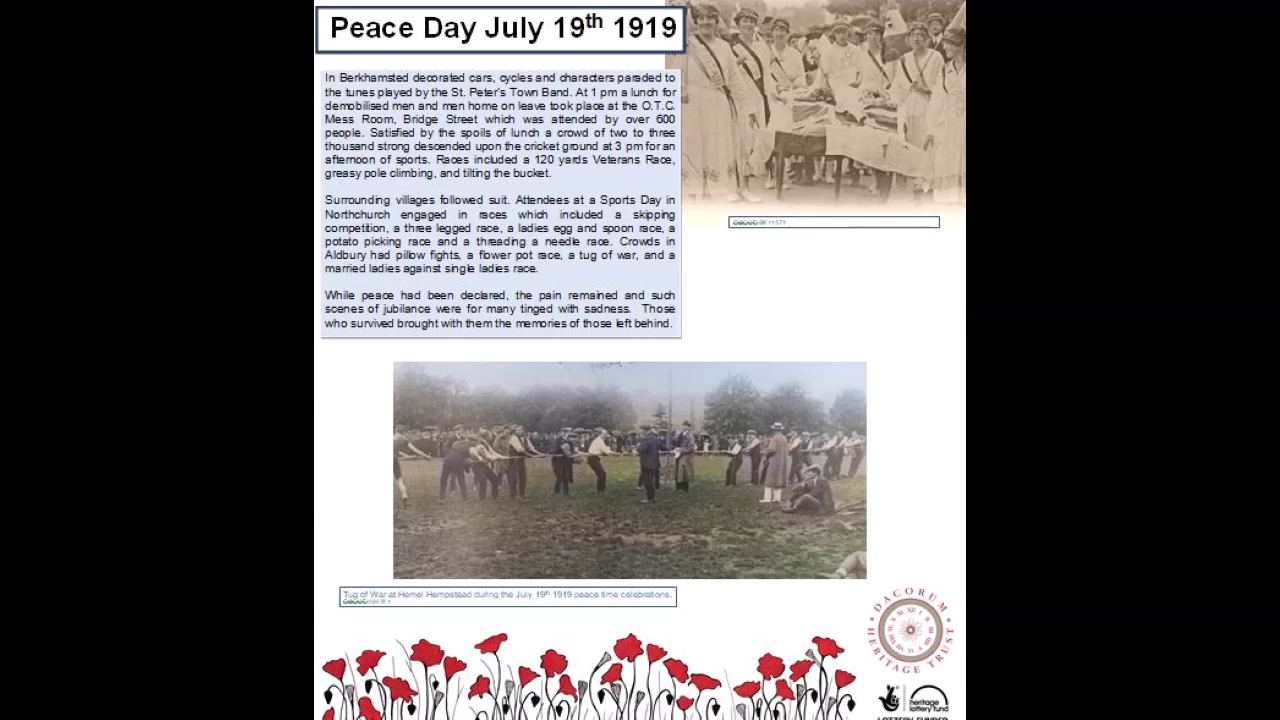 Peace Day July 19th 1919
In Berkhamsted decorated cars, cycles and characters paraded to
the tunes played by the St. Peter's Town Band. At 1 pm a lunch for
demobilised men and men home on leave took place at the O.T.C.
Mess Room, Bridge Street which was attended by over 600
people. Satisfied by the spoils of lunch a crowd of two to three
thousand strong descended upon the cricket ground at 3 pm for an
afternoon of sports. Races included a 120 yards Veterans Race,
greasy pole climbing, and tilting the bucket.
Surrounding villages followed suit. Attendees at a Sports Day in
Northchurch engaged in races which included a skipping
competition, a three legged race, a ladies egg and spoon race, a
potato picking race and a threading a needle race. Crowds in
Aldbury had pillow fights, a flower pot race, a tug of war, and a
married ladies against single ladies race.
While peace had been declared, the pain remained and such
scenes of jubilance were for many tinged with sadness. Those
who survived brought with them the memories of those left behind.
Tug of War at Hemel Hempstead during the July 19th 1919 peace time celebrations.
DACORUM
HERITAGE TRUST
heritage
lottery fund
LOTTERY FUNDED